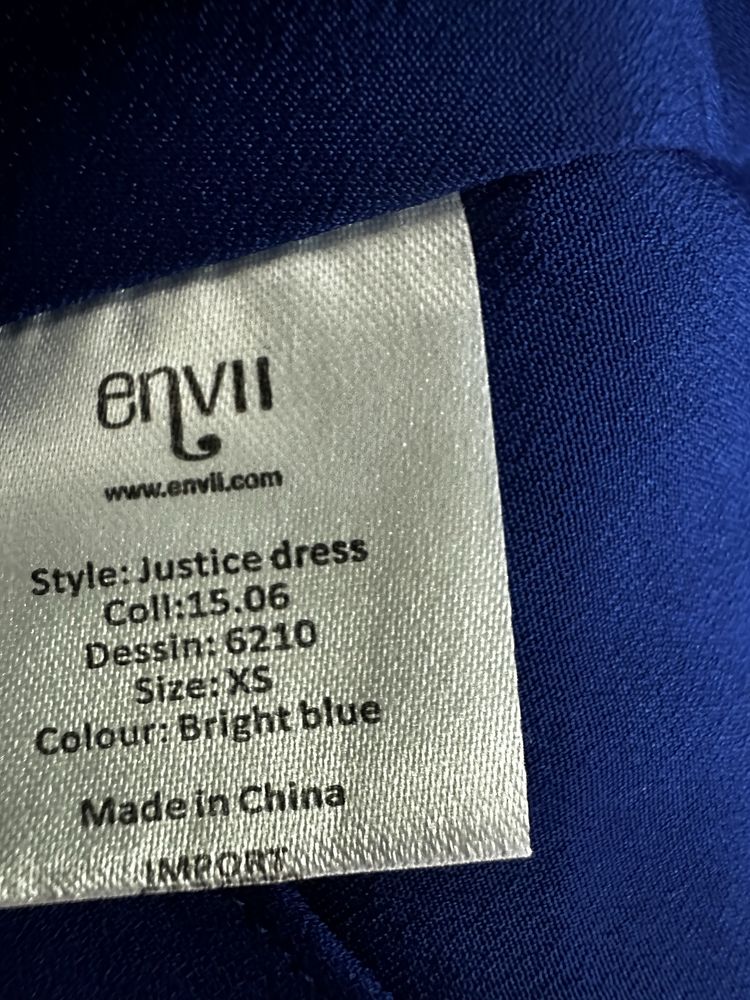 envii
www.envii.com
Style: Justice dress
Coll:15.06
Dessin: 6210
Size: XS
Colour: Bright blue
Made in China
IMPORT